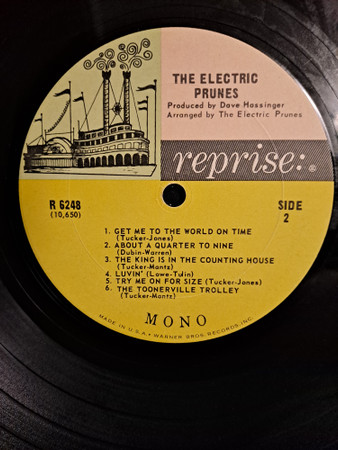 THE ELECTRIC
PRUNES
Produced by Dave Hassinger
Arranged by The Electric Prunes
reprise:®
R 6248
(10,650)
SIDE
2
1. GET ME TO THE WORLD ON TIME
(Tucker-Jones)
2. ABOUT A QUARTER TO NINE
(Dubin-Warren)
3. THE KING IS IN THE COUNTING HOUSE
(Tucker-Mantz)
4. LUVIN' (Lowe-Tulin)
5. TRY ME ON FOR SIZE (Tucker-Jones)
6. THE TOONERVILLE TROLLEY
(Tucker-Mantz)
MONO
MADE IN U.S.A. • WARNER BROS. RECORDS INC.